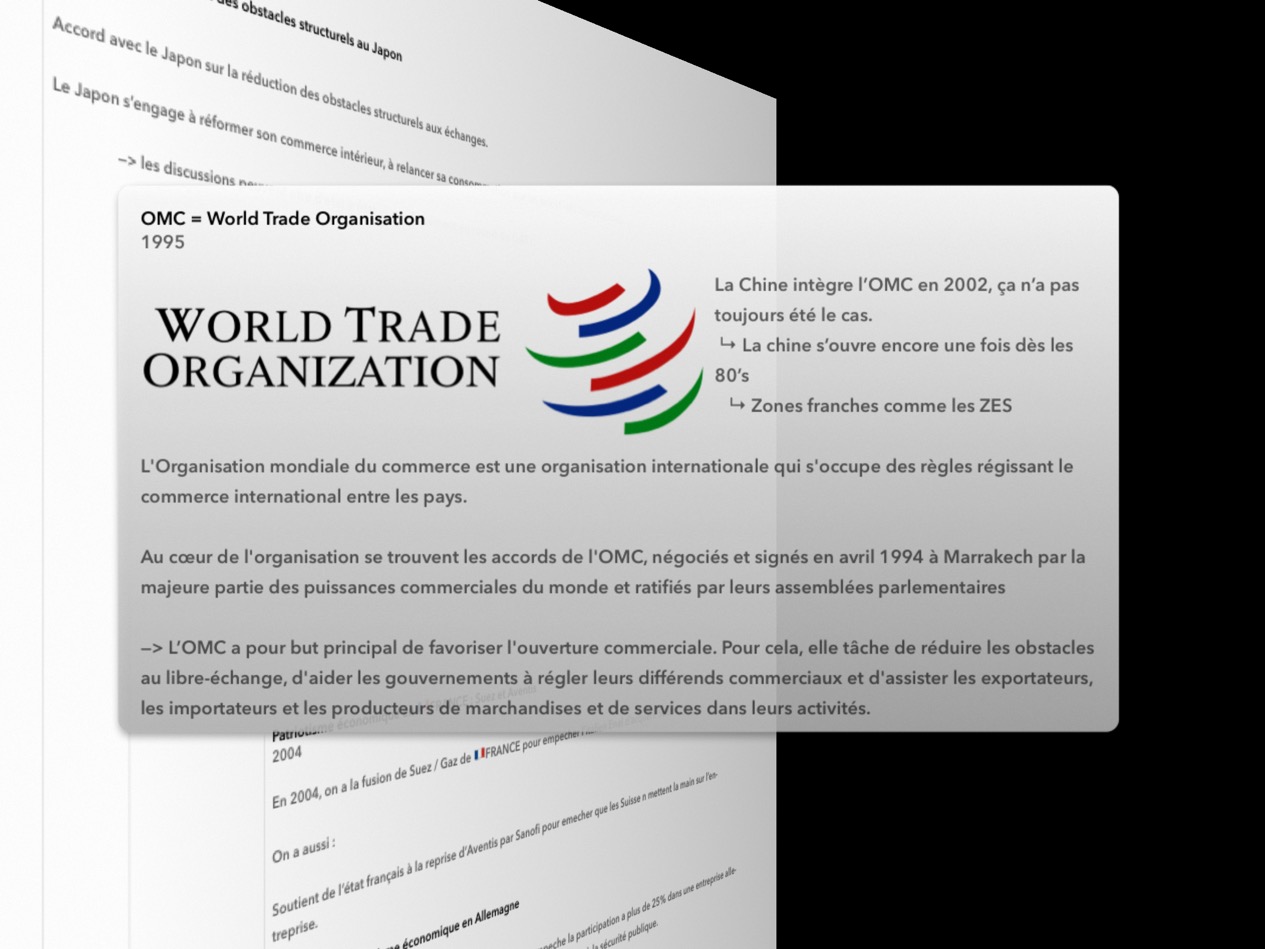 des obstacles structurels au Japon
Accord avec le Japon sur la réduction des obstacles structurels aux échanges.
Le Japon s'engage à réformer son commerce intérieur, à relancer sa
—> les discussions
OMC = World Trade Organisation
1995
WORLD TRADE
ORGANIZATION
La Chine intègre l'OMC en 2002, ça n'a pas
toujours été le cas.
↳ La chine s'ouvre encore une fois dès les
80's
↳ Zones franches comme les ZES
L'Organisation mondiale du commerce est une organisation internationale qui s'occupe des règles régissant le
commerce international entre les pays.
Au cœur de l'organisation se trouvent les accords de l'OMC, négociés et signés en avril 1994 à Marrakech par la
majeure partie des puissances commerciales du monde et ratifiés par leurs assemblées parlementaires
—> L'OMC a pour but principal de favoriser l'ouverture commerciale. Pour cela, elle tâche de réduire les obstacles
au libre-échange, d'aider les gouvernements à régler leurs différends commerciaux et d'assister les exportateurs,
les importateurs et les producteurs de marchandises et de services dans leurs activités.
Patriotisme économique : Suez et Aventis
2004
En 2004, on a la fusion de Suez / Gaz de FRANCE pour empecher
On a aussi :
Soutient de l'état français à la reprise d'Aventis par Sanofi pour emecher que les Suisse n mettent la main sur l'en-
treprise.
économique en Allemagne
la participation a plus de 25% dans une entreprise alle-
la sécurité publique.